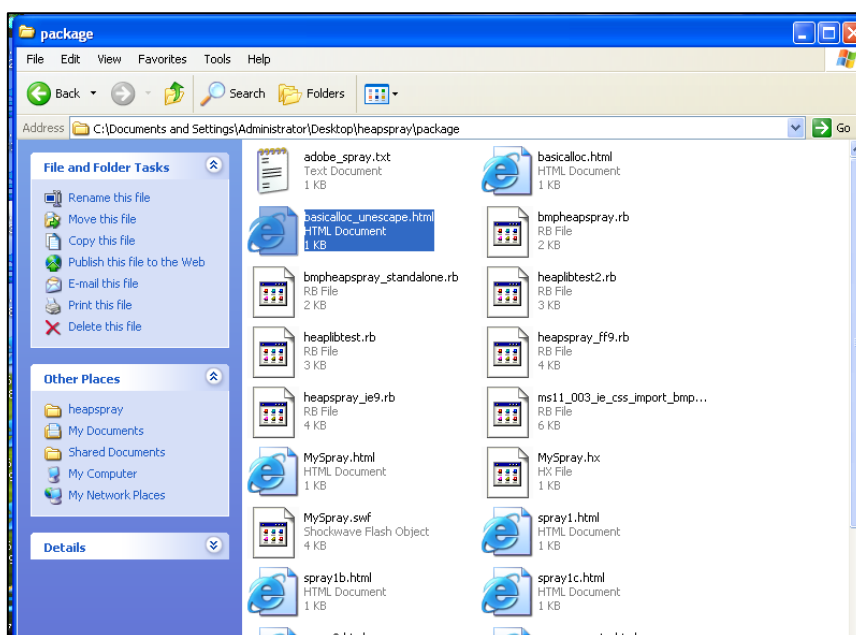 package
File Edit View Favorites Tools Help
Back Search Folders
Address C:\Documents and Settings\Administrator\Desktop\heapspray\package Go
File and Folder Tasks
Rename this file
Move this file
Copy this file
Publish this file to the Web
E-mail this file
Print this file
Delete this file
Other Places
heapspray
My Documents
Shared Documents
My Computer
My Network Places
Details
adobe_spray.txt
Text Document
1 KB
basicalloc.html
HTML Document
1 KB
basicalloc_unescape.html
HTML Document
1 KB
bmpheapspray.rb
RB File
2 KB
bmpheapspray_standalone.rb
RB File
2 KB
heaplibtest2.rb
RB File
3 KB
heaplibtest.rb
RB File
3 KB
heapspray_ff9.rb
RB File
4 KB
heapspray_ie9.rb
RB File
4 KB
ms11_003_ie_css_import_bmp...
RB File
6 KB
MySpray.html
HTML Document
1 KB
MySpray.hx
HX File
1 KB
MySpray.swf
Shockwave Flash Object
4 KB
spray1.html
HTML Document
1 KB
spray1b.html
HTML Document
1 KB
spray1c.html
HTML Document
1 KB